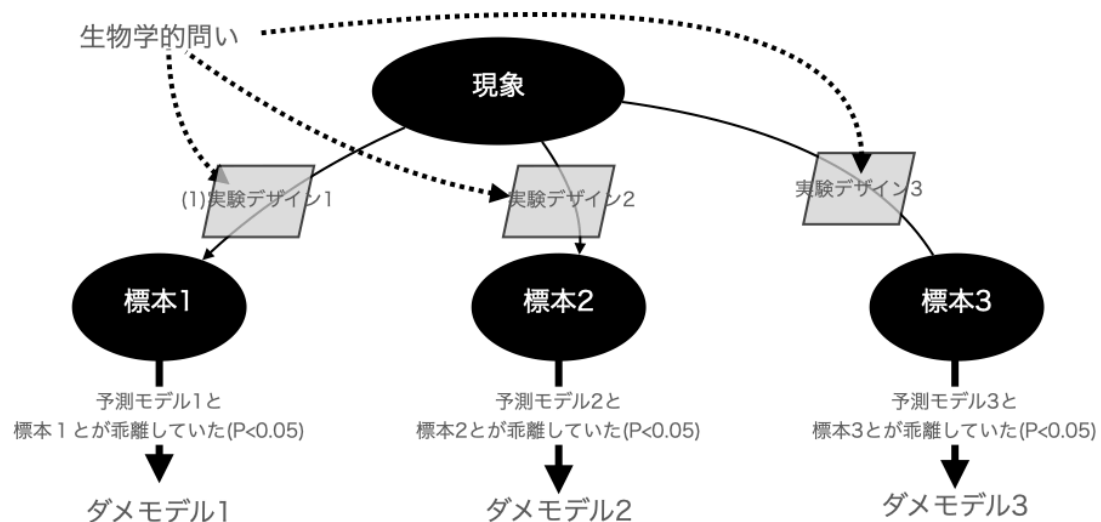 生物学的問い
現象
(1)実験デザイン1
実験デザイン2
実験デザイン3
標本1
標本2
標本3
予測モデル1と
標本１とが乖離していた(P<0.05)
予測モデル2と
標本2とが乖離していた(P<0.05)
予測モデル3と
標本3とが乖離していた(P<0.05)
ダメモデル1
ダメモデル2
ダメモデル3